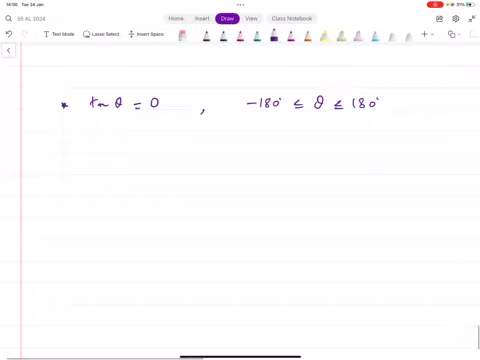 14:00 Tue 24 Jan
51%
SS AL 2024
Home Insert Draw View Class Notebook
Text Mode Lasso Select Insert Space
* tan θ = 0 , -180° ≤ θ ≤ 180°